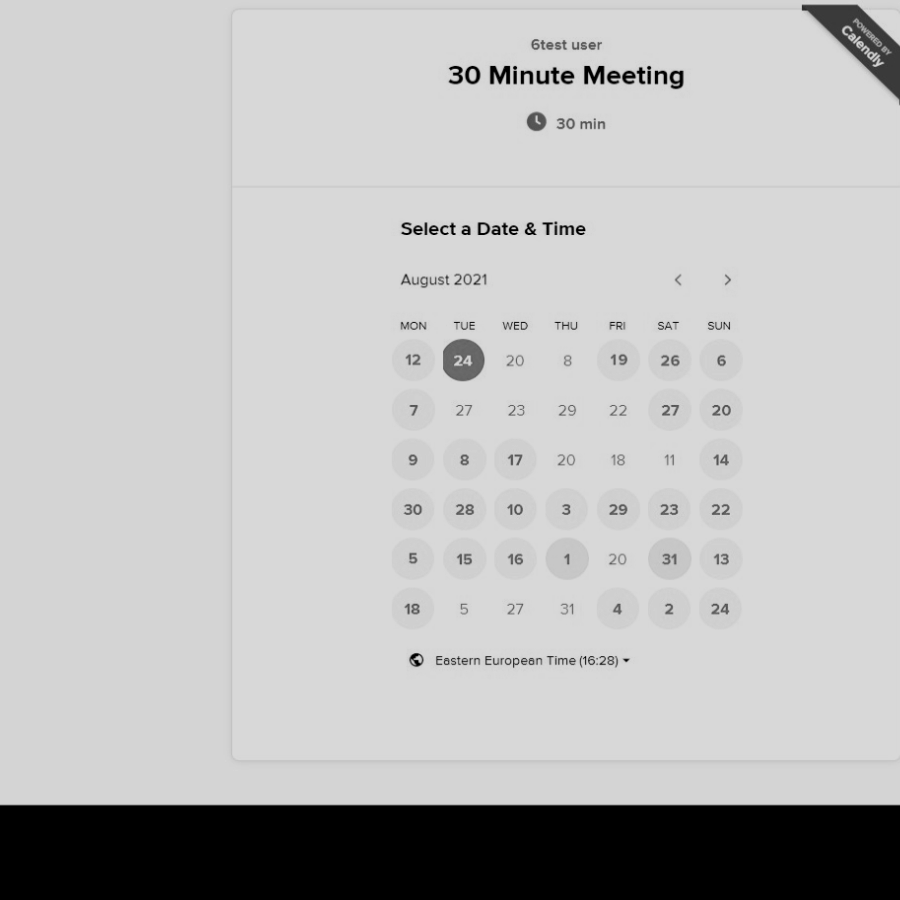 6test user
30 Minute Meeting
30 min
POWERED BY
Calendly
Select a Date & Time
August 2021
MON TUE WED THU FRI SAT SUN
12 24 20 8 19 26 6
7 27 23 29 22 27 20
9 8 17 20 18 11 14
30 28 10 3 29 23 22
5 15 16 1 20 31 13
18 5 27 31 4 2 24
Eastern European Time (16:28)